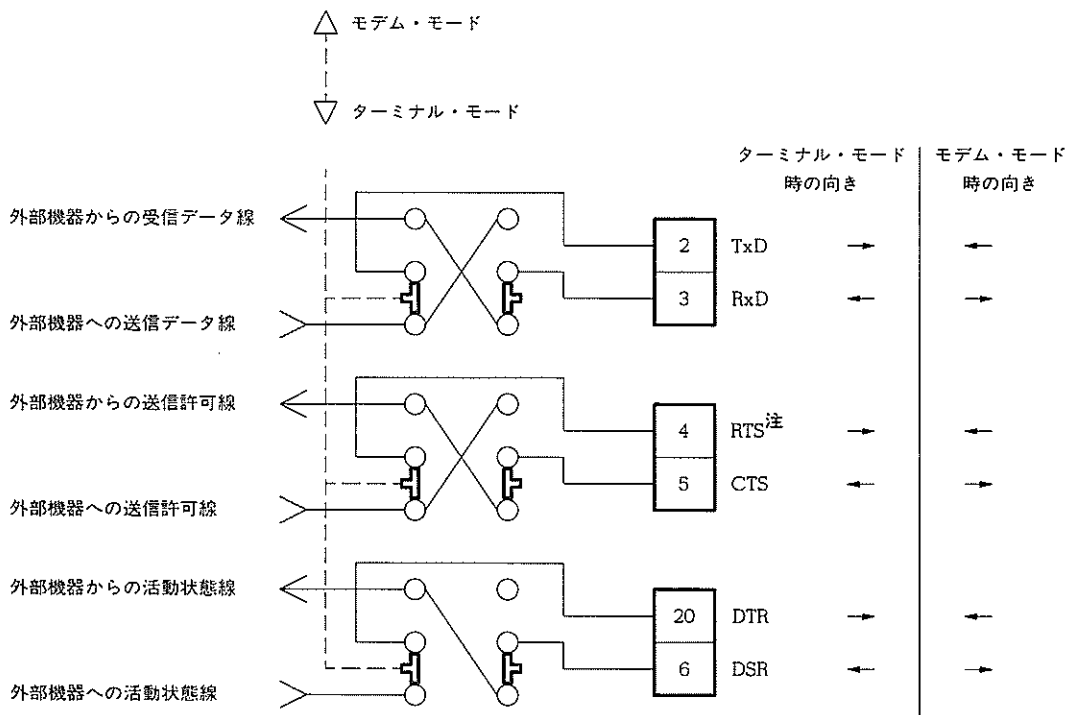 モデム・モード
ターミナル・モード
ターミナル・モード
時の向き
モデム・モード
時の向き
外部機器からの受信データ線
2 TxD
3 RxD
外部機器への送信データ線
外部機器からの送信許可線
4 RTS注
5 CTS
外部機器への送信許可線
外部機器からの活動状態線
20 DTR
6 DSR
外部機器への活動状態線